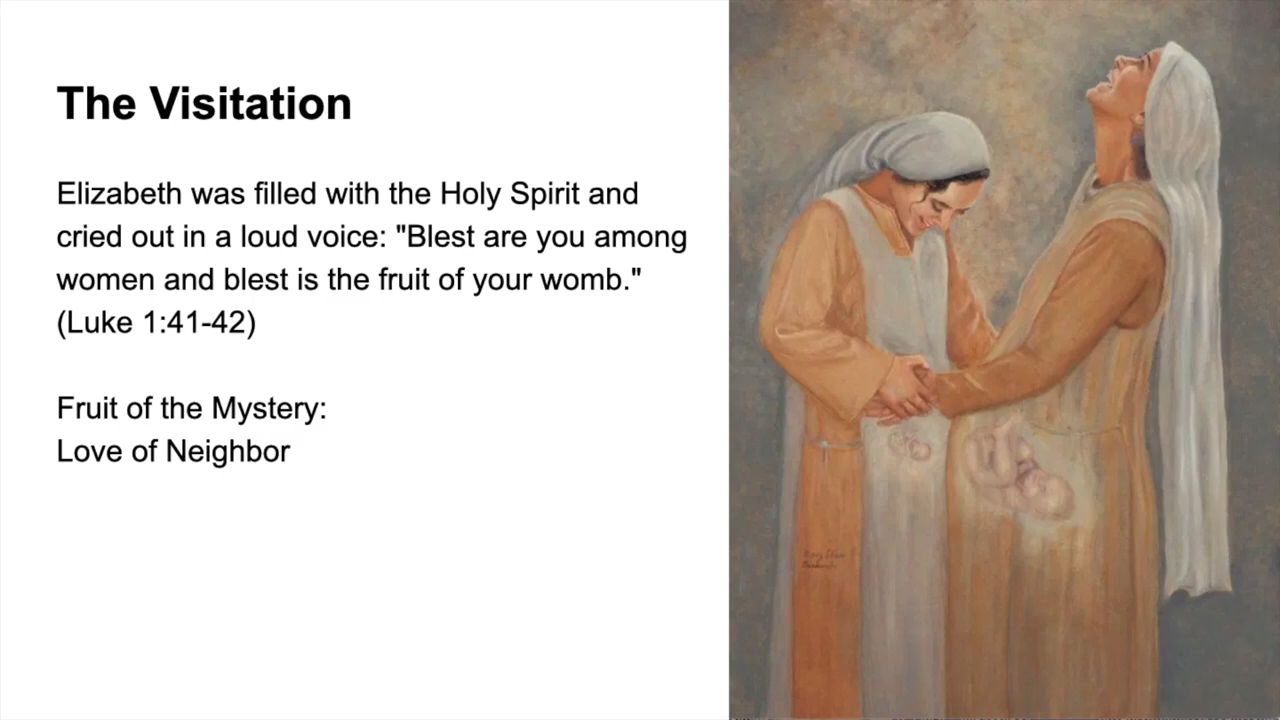 The Visitation
Elizabeth was filled with the Holy Spirit and
cried out in a loud voice: "Blest are you among
women and blest is the fruit of your womb."
(Luke 1:41-42)
Fruit of the Mystery:
Love of Neighbor